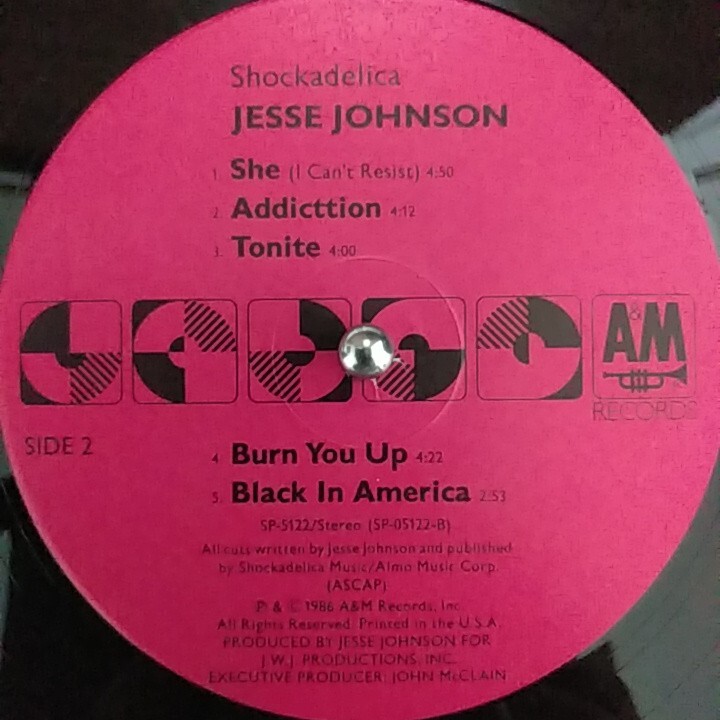 Shockadelica
JESSE JOHNSON
1. She (I Can't Resist) 4:50
2. Addicttion 4:12
3. Tonite 4:00
A&M
RECORDS
SIDE 2
4. Burn You Up 4:22
5. Black In America 2:53
SP-5122/Stereo (SP-05122-B)
All cuts written by Jesse Johnson and published
by Shockadelica Music/Almo Music Corp.
(ASCAP)
P & © 1986 A&M Records, Inc.
All Rights Reserved. Printed in the U.S.A.
PRODUCED BY JESSE JOHNSON FOR
J.W.J. PRODUCTIONS, INC.
EXECUTIVE PRODUCER: JOHN McCLAIN